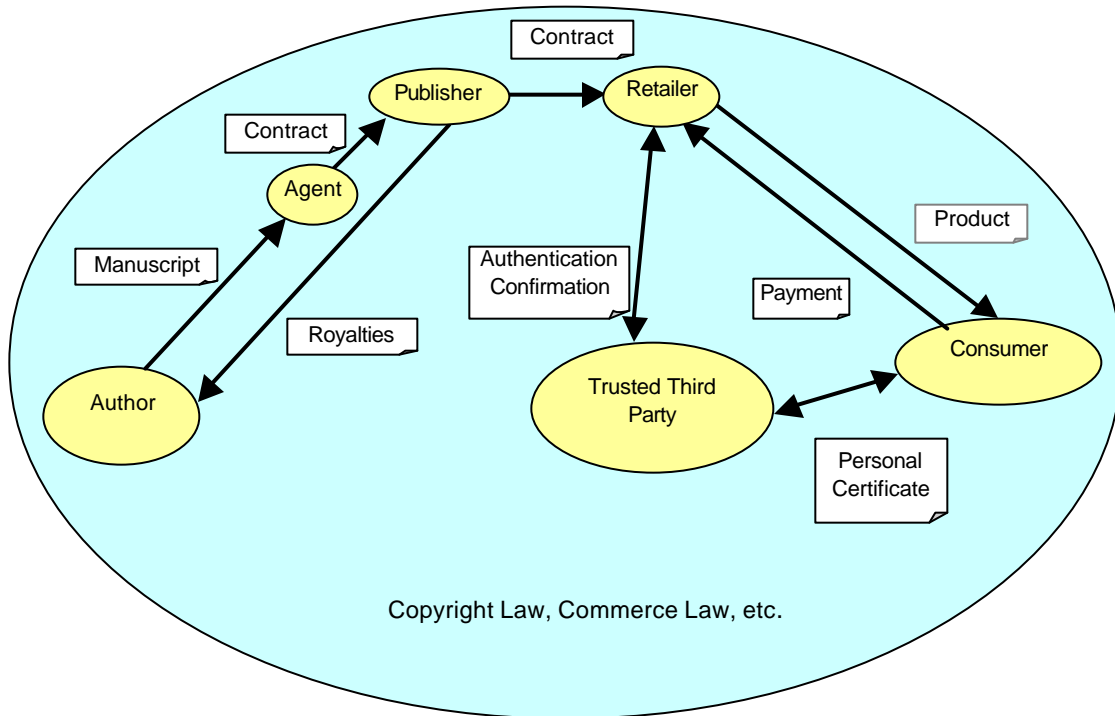 Contract
Publisher
Retailer
Contract
Agent
Product
Manuscript
Authentication
Confirmation
Payment
Royalties
Consumer
Author
Trusted Third
Party
Personal
Certificate
Copyright Law, Commerce Law, etc.